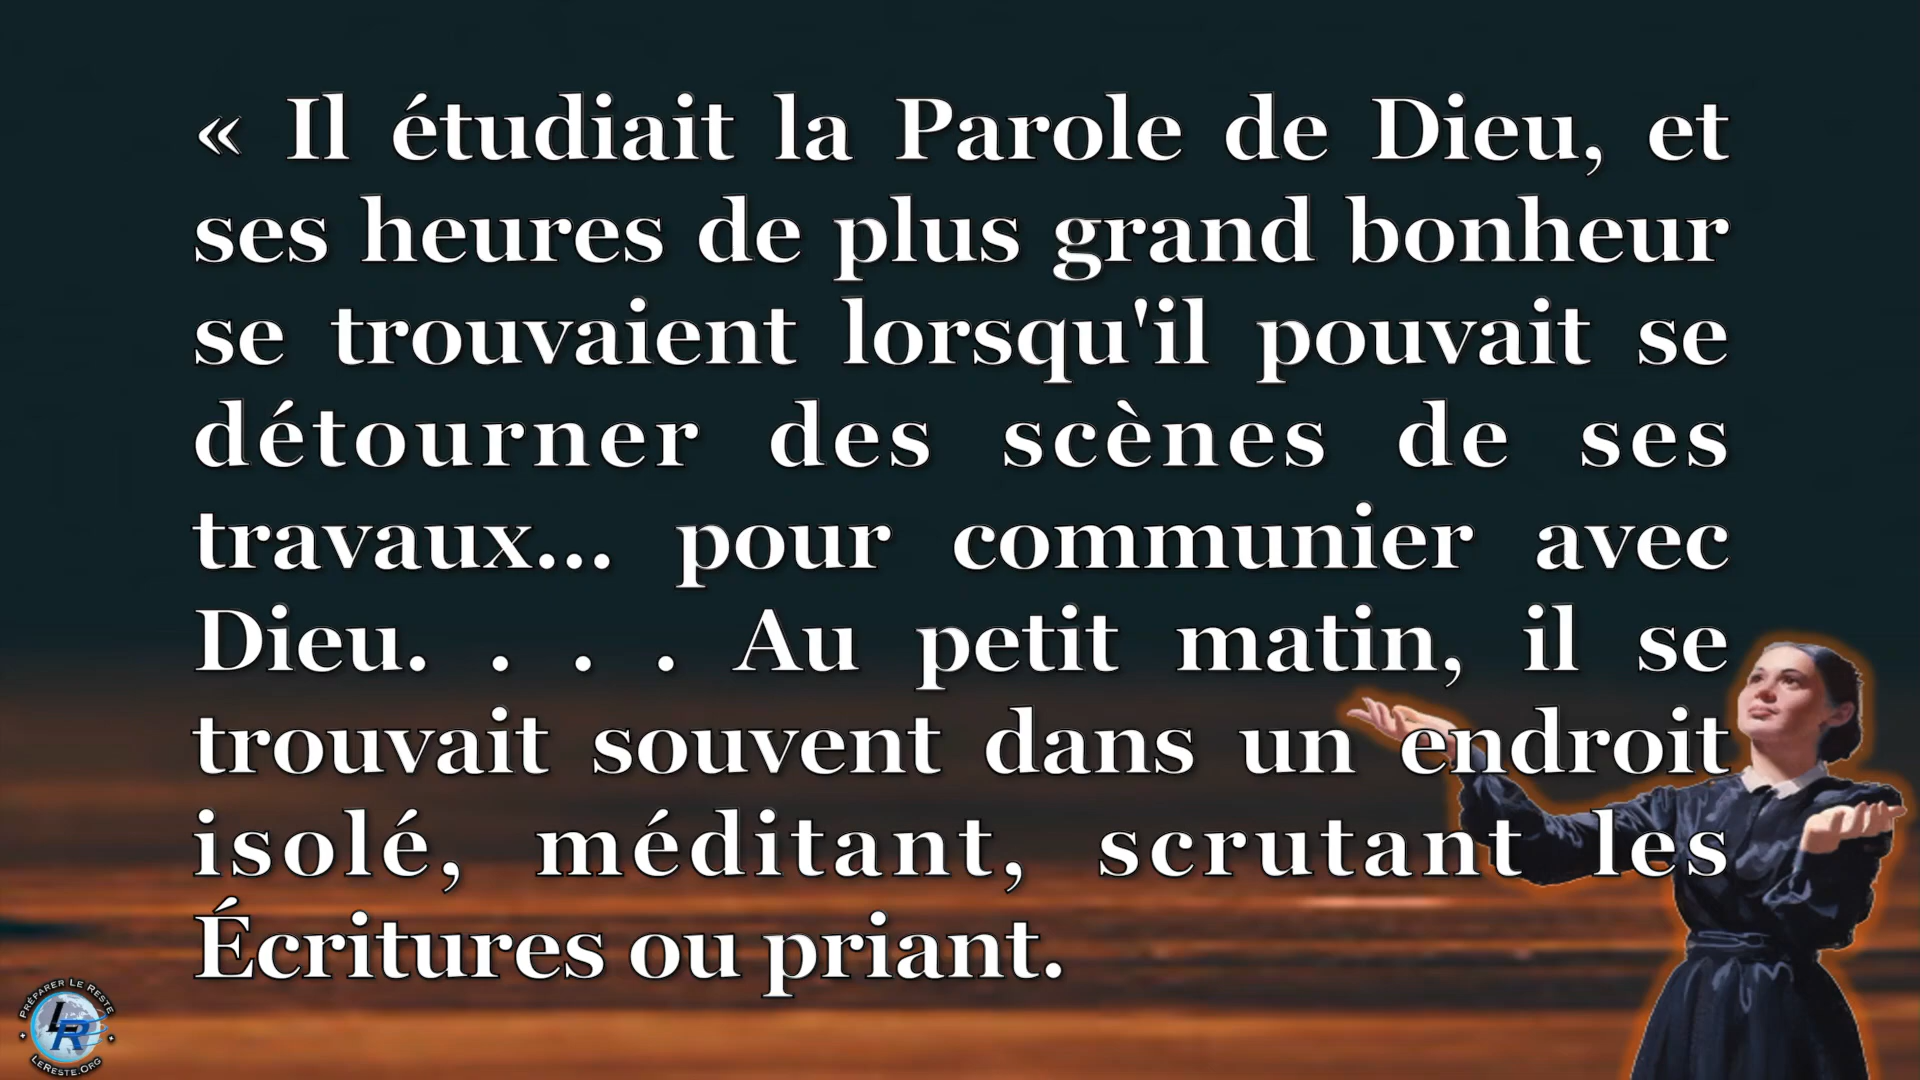 « Il étudiait la Parole de Dieu, et
ses heures de plus grand bonheur
se trouvaient lorsqu'il pouvait se
détourner des scènes de ses
travaux... pour communier avec
Dieu. . . . Au petit matin, il se
trouvait souvent dans un endroit
isolé, méditant, scrutant les
Écritures ou priant.
PRÉPARER LE RESTE
LR
LERESTE.ORG